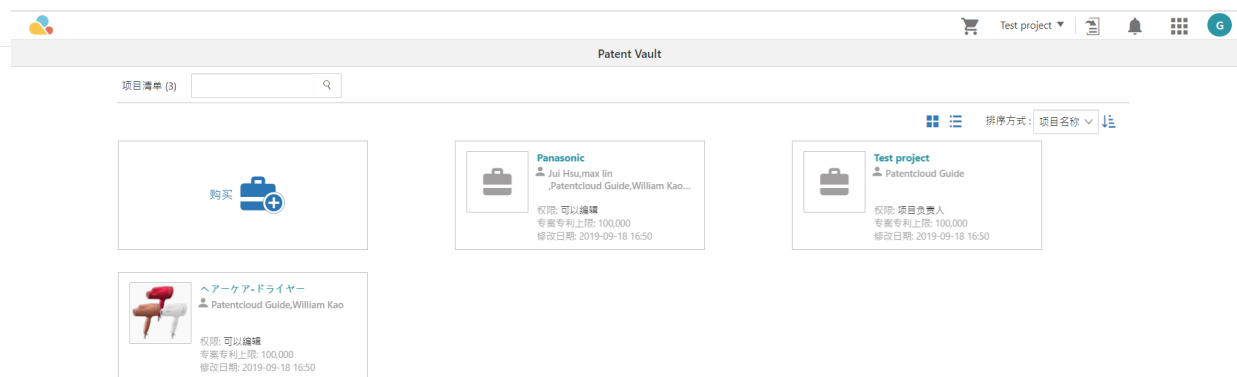 Test project ▼
G
Patent Vault
项目清单 (3)
排序方式 : 项目名称
购买
Panasonic
Jui Hsu,max lin
,Patentcloud Guide,William Kao...
权限: 可以编辑
专案专利上限: 100,000
修改日期: 2019-09-18 16:50
Test project
Patentcloud Guide
权限: 项目负责人
专案专利上限: 100,000
修改日期: 2019-09-18 16:50
ヘアーケア-ドライヤー
Patentcloud Guide,William Kao
权限: 可以编辑
专案专利上限: 100,000
修改日期: 2019-09-18 16:50